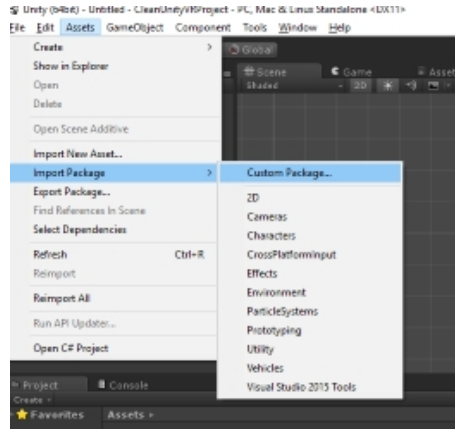 Unity (64bit) - Untitled - CleanUnityVRProject - PC, Mac & Linux Standalone <DX11>
File Edit Assets GameObject Component Tools Window Help
Create >
Show in Explorer
Open
Delete
Open Scene Additive
Import New Asset...
Import Package >
Export Package...
Find References In Scene
Select Dependencies
Refresh Ctrl+R
Reimport
Reimport All
Run API Updater...
Open C# Project
Custom Package...
2D
Cameras
Characters
CrossPlatformInput
Effects
Environment
ParticleSystems
Prototyping
Utility
Vehicles
Visual Studio 2015 Tools
Global
Scene Game Asset
Shaded 2D
Project Console
Create
Favorites Assets